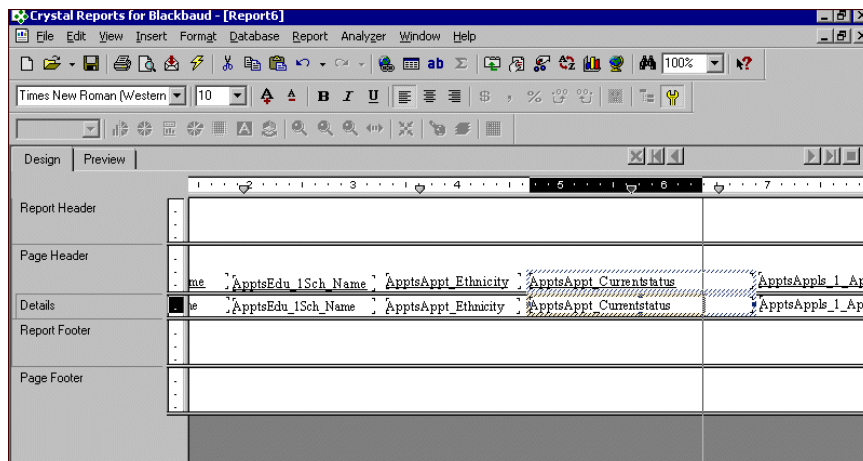 Crystal Reports for Blackbaud - [Report6]
File Edit View Insert Format Database Report Analyzer Window Help
100%
Times New Roman (Western 10 A A B I U $ , %
Design Preview
2 3 4 5 6 7
Report Header
Page Header
me ApptsEdu_1Sch_Name ApptsAppt_Ethnicity ApptsAppt_Currentstatus ApptsAppls_1_Ap
Details
ne ApptsEdu_1Sch_Name ApptsAppt_Ethnicity ApptsAppt_Currentstatus ApptsAppls_1_Ap
Report Footer
Page Footer